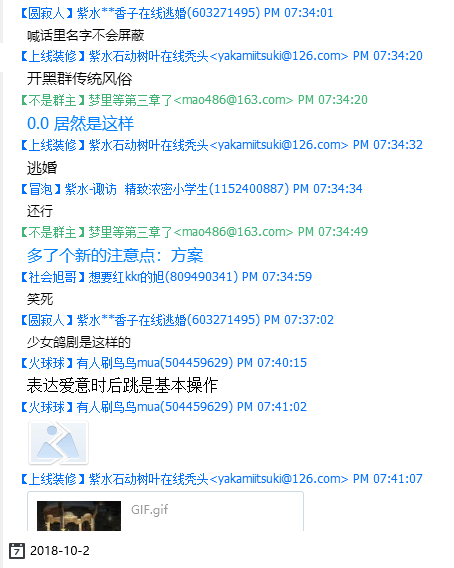 【圆寂人】紫水**香子在线逃婚(603271495) PM 07:34:01
喊话里名字不会屏蔽
【上线装修】紫水石动树叶在线秃头<yakamiitsuki@126.com> PM 07:34:20
开黑群传统风俗
【不是群主】梦里等第三章了<mao486@163.com> PM 07:34:20
0.0 居然是这样
【上线装修】紫水石动树叶在线秃头<yakamiitsuki@126.com> PM 07:34:32
逃婚
【冒泡】紫水-诹访  精致浓密小学生(1152400887) PM 07:34:34
还行
【不是群主】梦里等第三章了<mao486@163.com> PM 07:34:49
多了个新的注意点：方案
【社会旭哥】想要红kkr的旭(809490341) PM 07:34:59
笑死
【圆寂人】紫水**香子在线逃婚(603271495) PM 07:37:02
少女鸽剧是这样的
【火球球】有人刷鸟鸟mua(504459629) PM 07:40:15
表达爱意时后跳是基本操作
【火球球】有人刷鸟鸟mua(504459629) PM 07:41:02
【上线装修】紫水石动树叶在线秃头<yakamiitsuki@126.com> PM 07:41:07
GIF.gif
7 2018-10-2